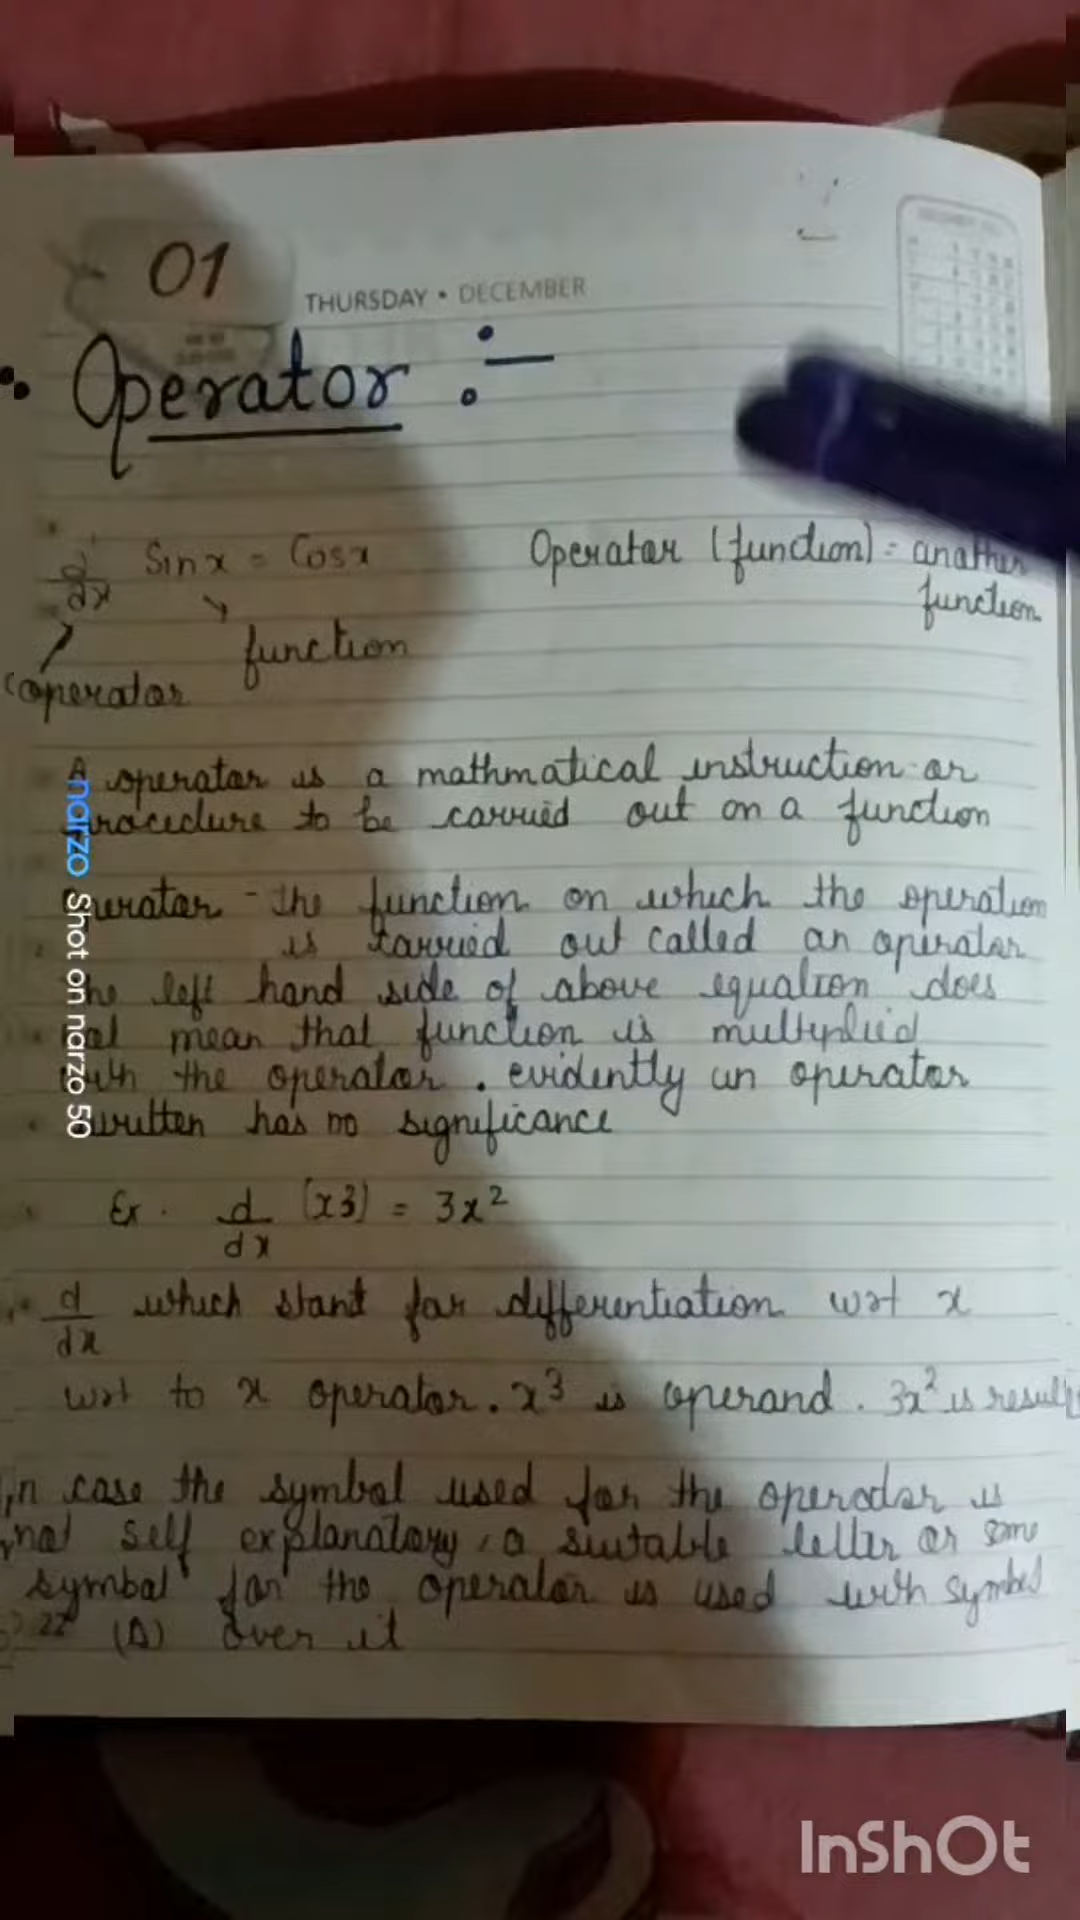 01
THURSDAY • DECEMBER
Operator :-
d/dx Sinx = Cosx
Operator (function) = another
function
function
operator
A operator is a mathmatical instruction or
procedure to be carried out on a function
the function on which the operation
is carried out called an operator
The left hand side of above equation does
mean that function is multiplied
with the operator. evidently an operator
written has no significance
Ex. d/dx (x3) = 3x²
d/dx which stant for differentiation wrt x
wrt to x operator. x³ is operand. 3x² is result
In case the symbol used for the operator is
not self explanatory, a suitable letter or some
symbol for the operator is used with symbol
(Δ) over it
narzo Shot on narzo 50
InShOt